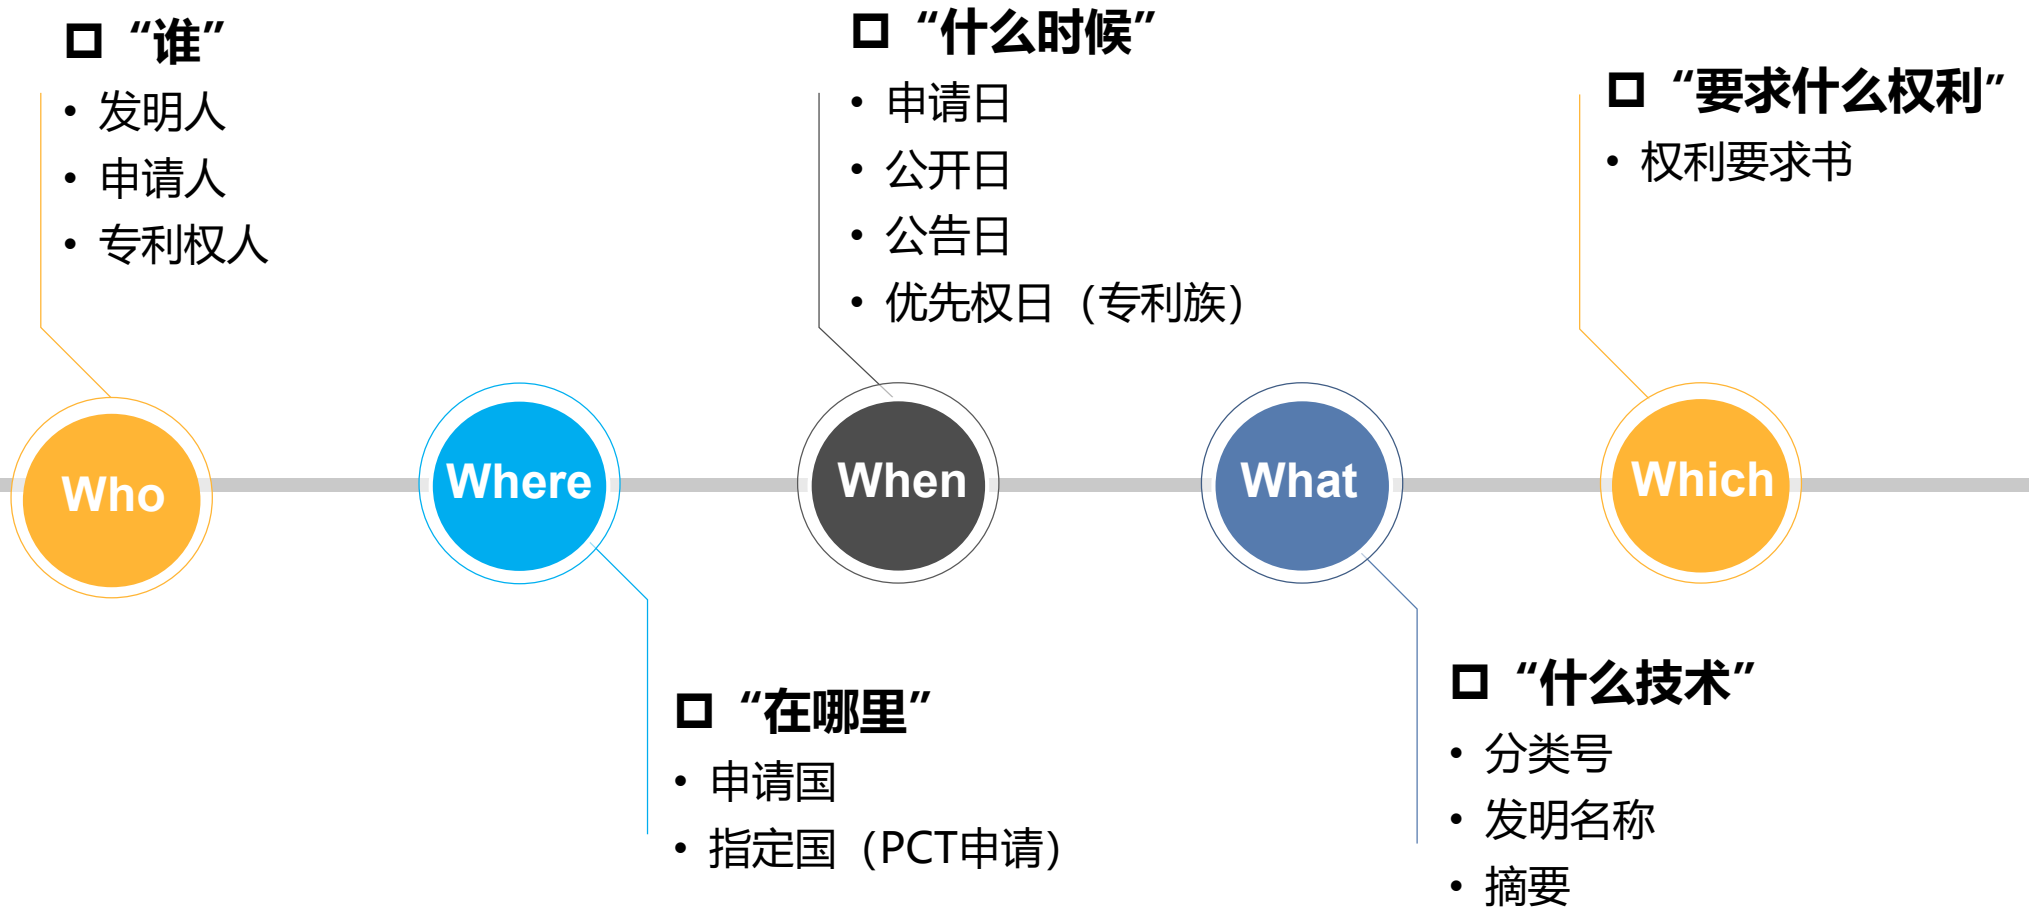 “谁”
• 发明人
• 申请人
• 专利权人
“什么时候”
• 申请日
• 公开日
• 公告日
• 优先权日（专利族）
“要求什么权利”
• 权利要求书
Who
Where
When
What
Which
“在哪里”
• 申请国
• 指定国（PCT申请）
“什么技术”
• 分类号
• 发明名称
• 摘要